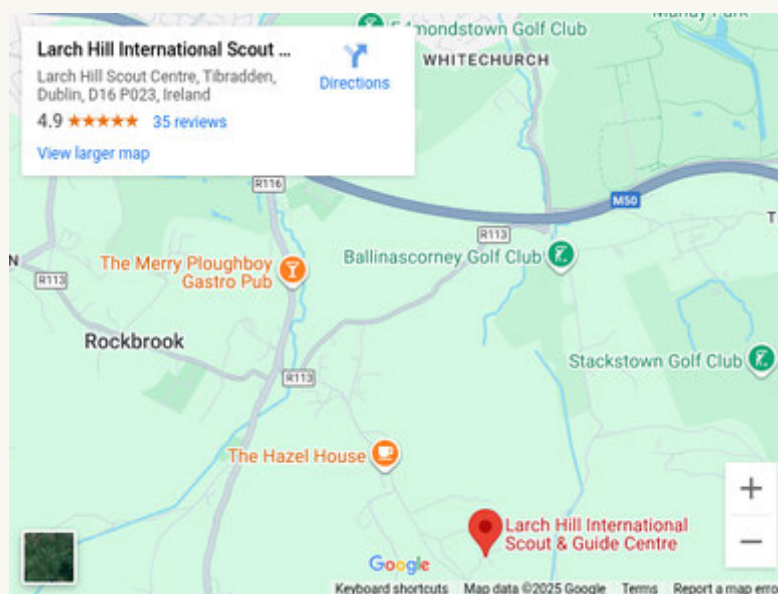 Edmondstown Golf Club
Larch Hill International Scout ...
Larch Hill Scout Centre, Tibradden,
Dublin, D16 P023, Ireland
4.9
35 reviews
View larger map
Directions
WHITECHURCH
R116
M50
R113
The Merry Ploughboy
Gastro Pub
Ballinascorney Golf Club
N
R113
Rockbrook
Stackstown Golf Club
R113
The Hazel House
Larch Hill International
Scout & Guide Centre
+
−
Google
Keyboard shortcuts Map data ©2025 Google Terms Report a map erro